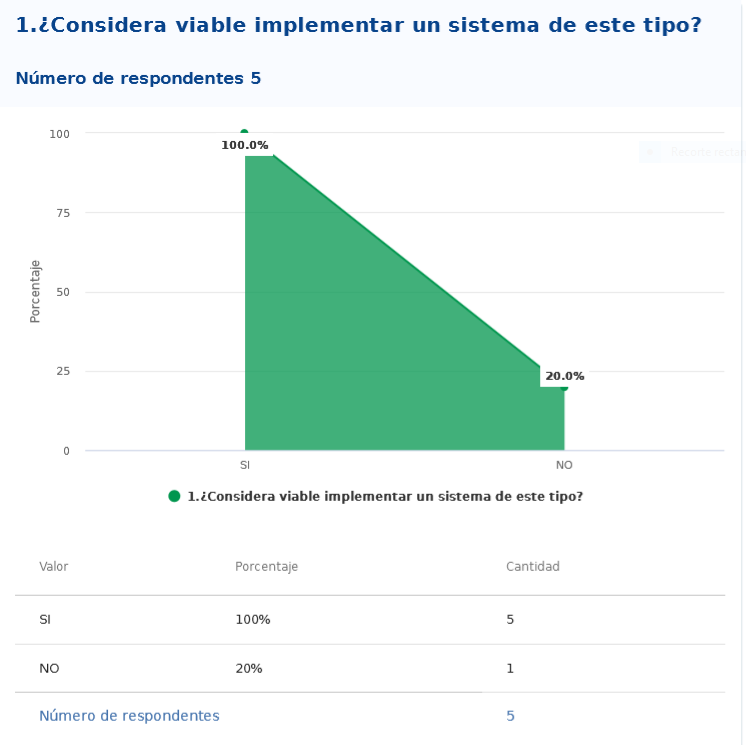 1.¿Considera viable implementar un sistema de este tipo?
Número de respondentes 5
100
100.0%
75
Porcentaje
50
25
20.0%
0
SI NO
1.¿Considera viable implementar un sistema de este tipo?
Valor Porcentaje Cantidad
SI 100% 5
NO 20% 1
Número de respondentes 5